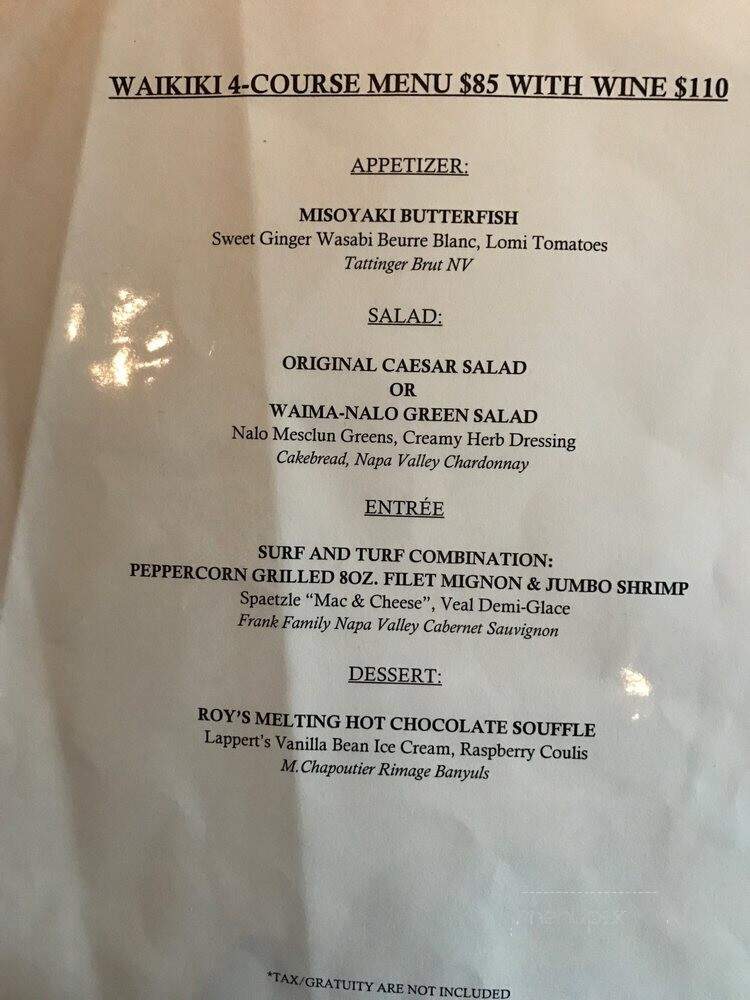 WAIKIKI 4-COURSE MENU $85 WITH WINE $110
APPETIZER:
MISOYAKI BUTTERFISH
Sweet Ginger Wasabi Beurre Blanc, Lomi Tomatoes
Tattinger Brut NV
SALAD:
ORIGINAL CAESAR SALAD
OR
WAIMA-NALO GREEN SALAD
Nalo Mesclun Greens, Creamy Herb Dressing
Cakebread, Napa Valley Chardonnay
ENTRÉE
SURF AND TURF COMBINATION:
PEPPERCORN GRILLED 8OZ. FILET MIGNON & JUMBO SHRIMP
Spaetzle “Mac & Cheese”, Veal Demi-Glace
Frank Family Napa Valley Cabernet Sauvignon
DESSERT:
ROY'S MELTING HOT CHOCOLATE SOUFFLE
Lappert's Vanilla Bean Ice Cream, Raspberry Coulis
M.Chapoutier Rimage Banyuls
*TAX/GRATUITY ARE NOT INCLUDED